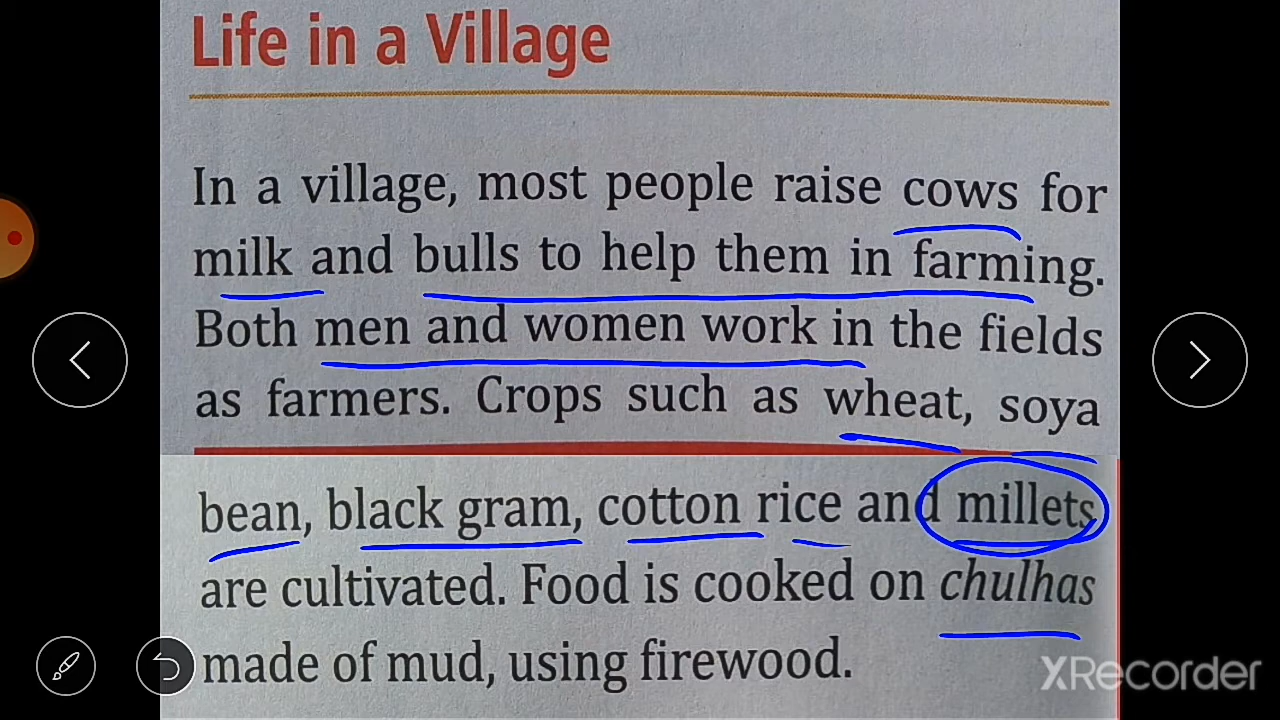 Life in a Village
In a village, most people raise cows for
milk and bulls to help them in farming.
Both men and women work in the fields
as farmers. Crops such as wheat, soya
bean, black gram, cotton rice and millets
are cultivated. Food is cooked on chulhas
made of mud, using firewood.
XRecorder